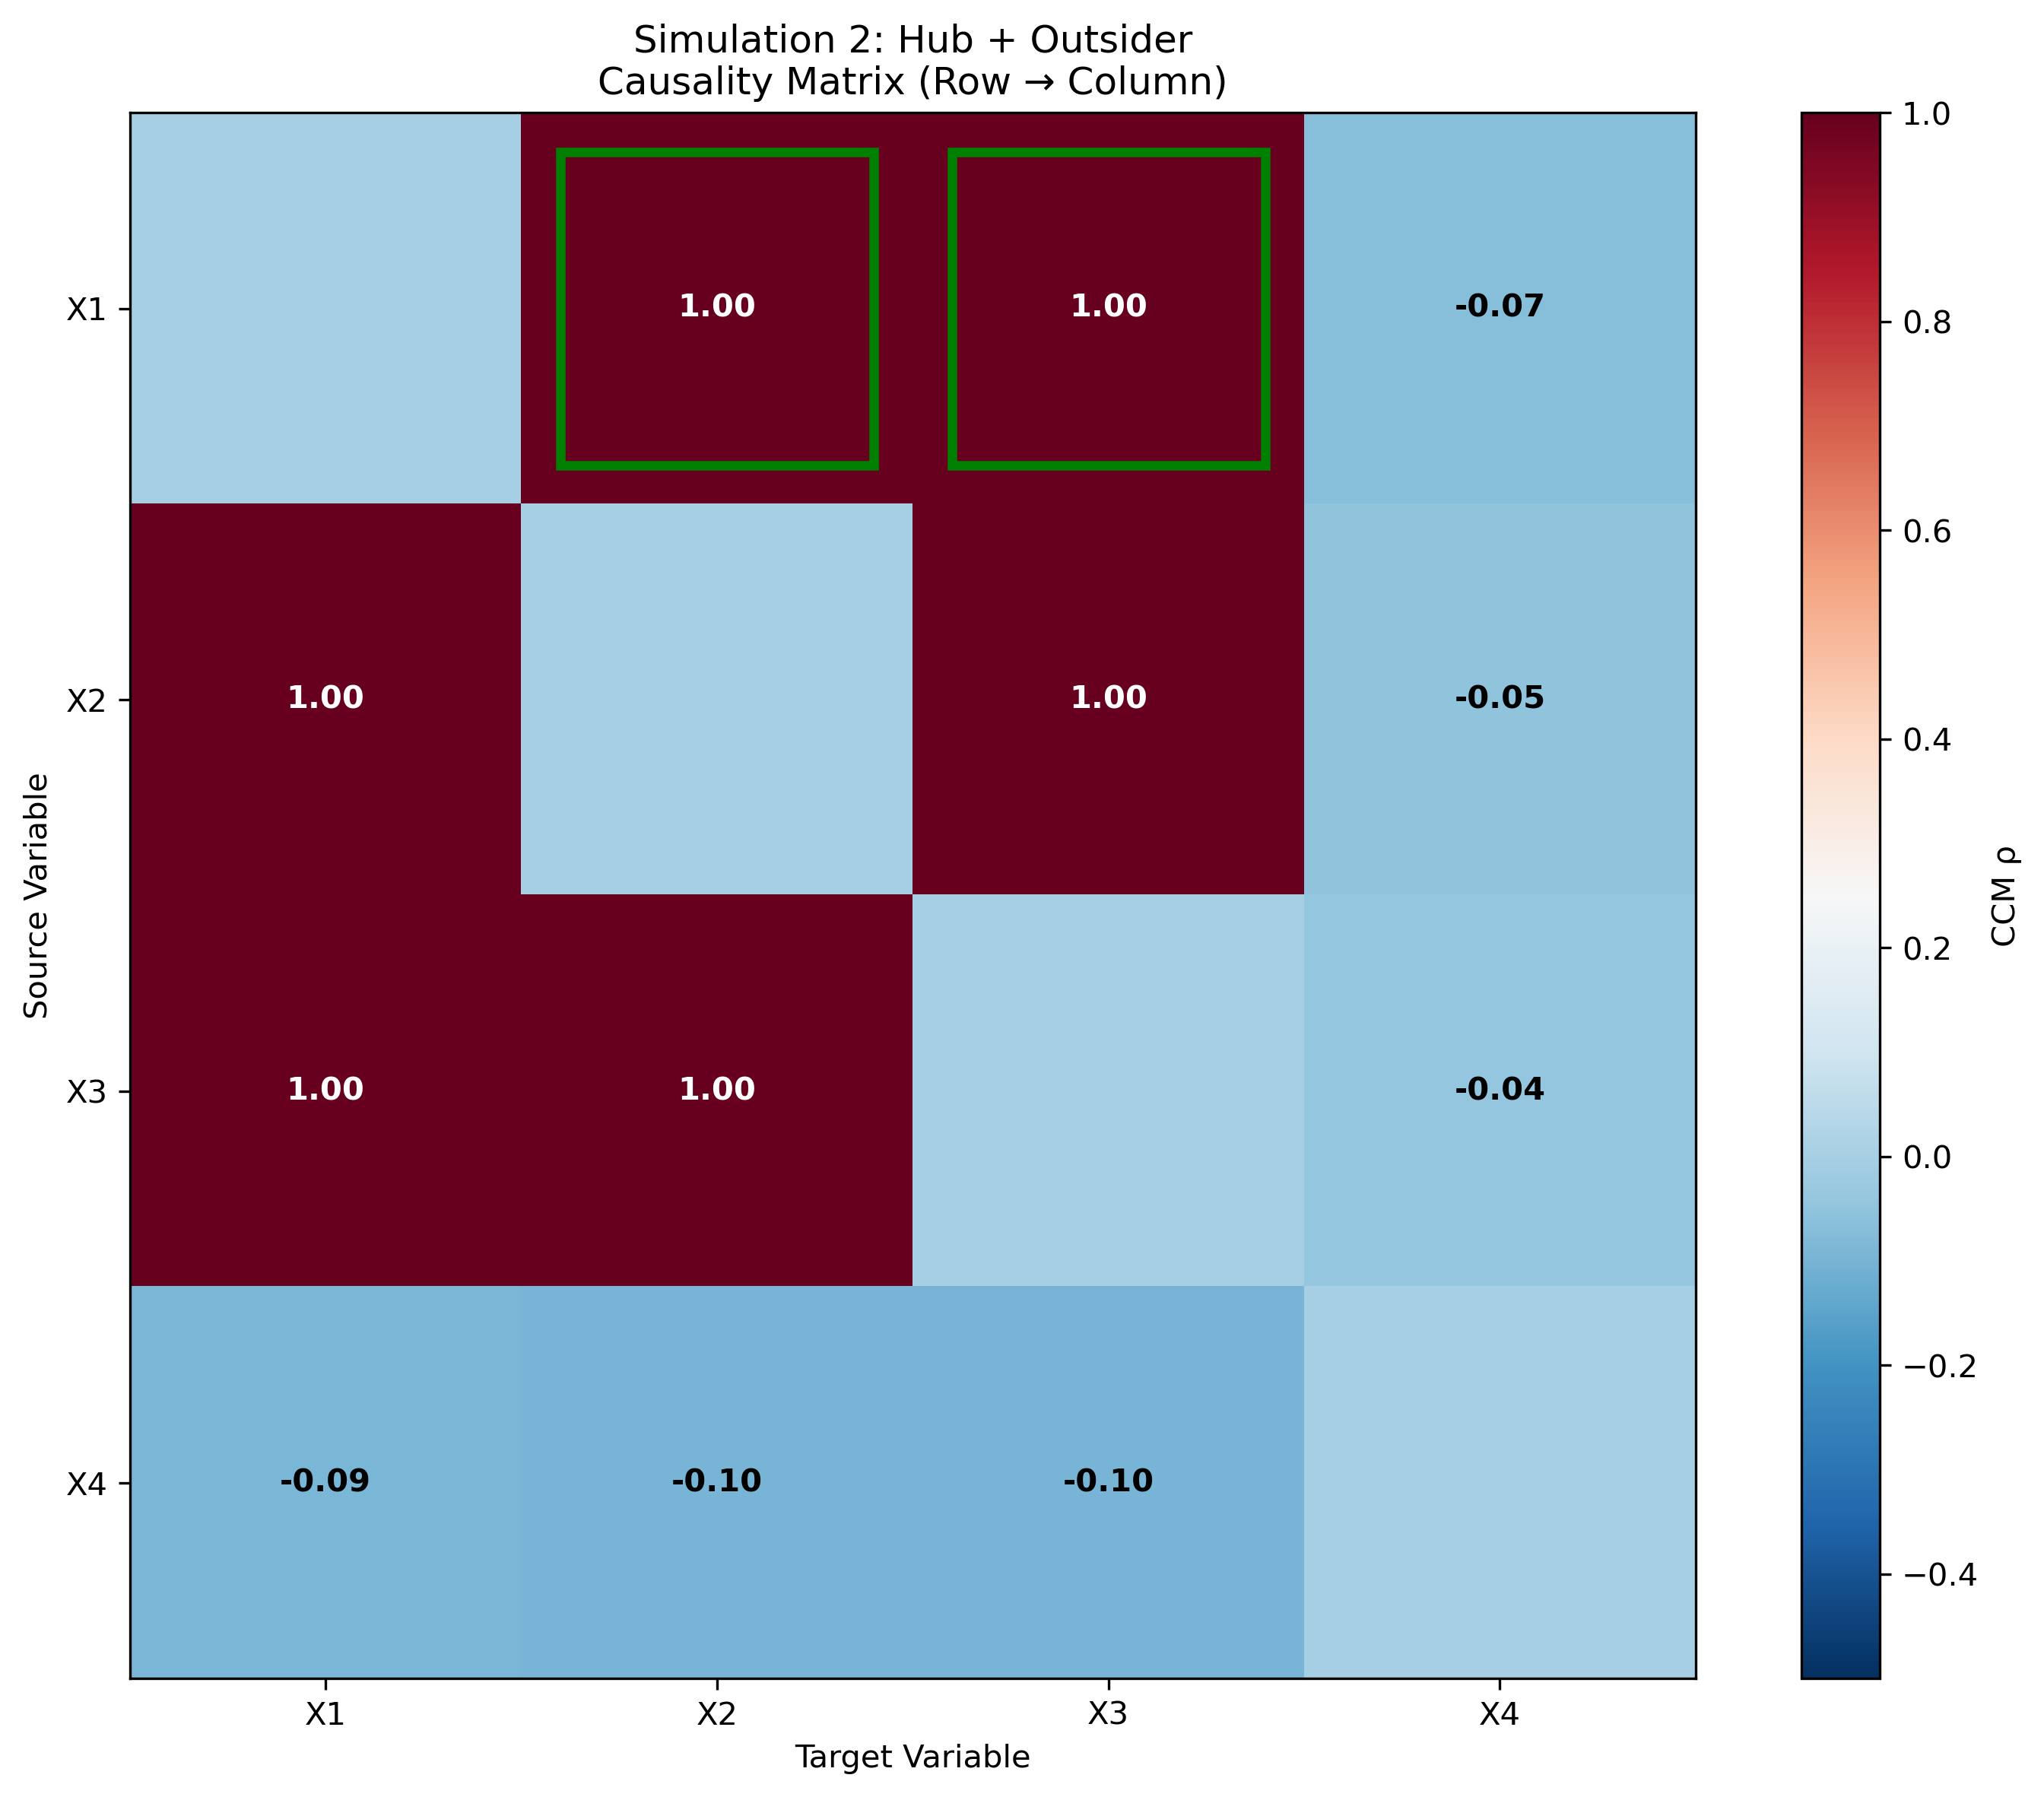 Simulation 2: Hub + Outsider
Causality Matrix (Row → Column)
X1
1.00
1.00
-0.07
X2
1.00
1.00
-0.05
X3
1.00
1.00
-0.04
X4
-0.09
-0.10
-0.10
X1
X2
X3
X4
Target Variable
Source Variable
1.0
0.8
0.6
0.4
0.2
0.0
−0.2
−0.4
CCM ρ